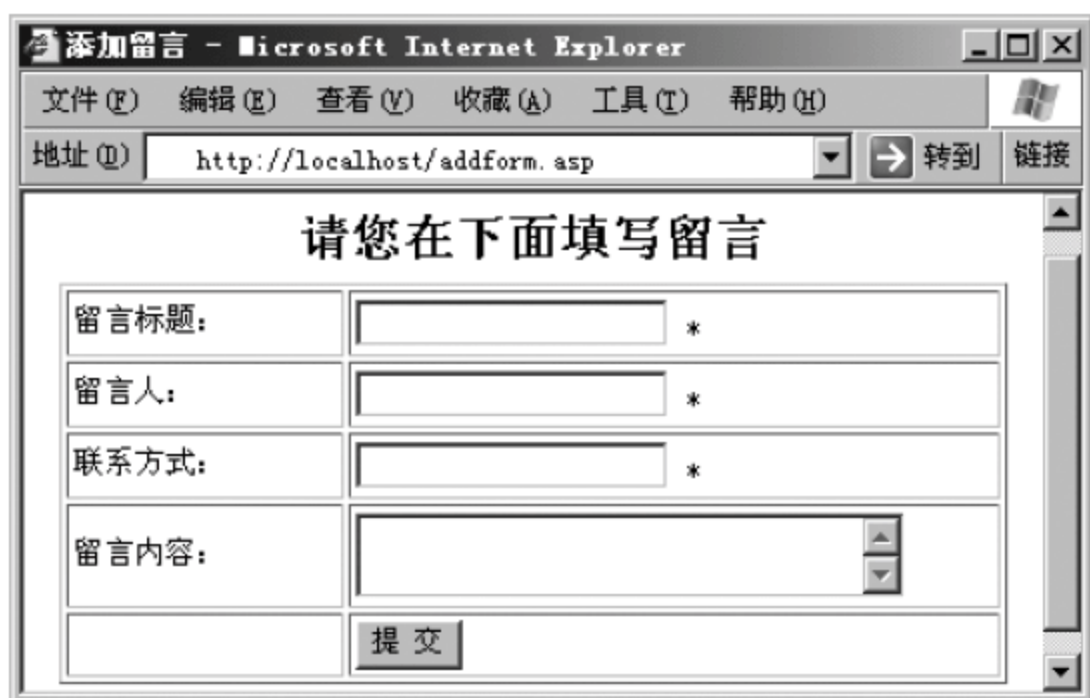 添加留言 - Microsoft Internet Explorer
文件(F) 编辑(E) 查看(V) 收藏(A) 工具(T) 帮助(H)
地址(D) http://localhost/addform.asp 转到 链接
请您在下面填写留言
留言标题: *
留言人: *
联系方式: *
留言内容:
提 交